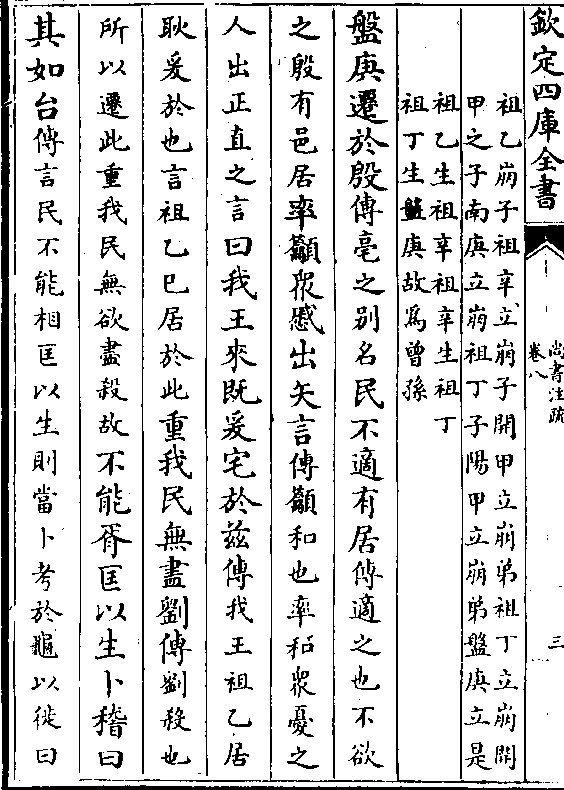 欽定四庫全書
尚書注疏
卷八
三
祖乙崩子祖辛立崩子開甲立崩弟祖丁立崩開
甲之子南庚立崩祖丁子陽甲立崩弟盤庚立是
祖乙生祖辛祖辛生祖丁
祖丁生盤庚故爲曾孫
盤庚遷於殷傳亳之别名民不適有居傳適之也不欲
之殷有邑居率籲衆慼出矢言傳籲和也率和衆憂之
人出正直之言曰我王來既爰宅於兹傳我王祖乙居
耿爰於也言祖乙已居於此重我民無盡劉傳劉殺也
所以遷此重我民無欲盡殺故不能胥匡以生卜稽曰
其如台傳言民不能相匡以生則當卜考於龜以徙曰